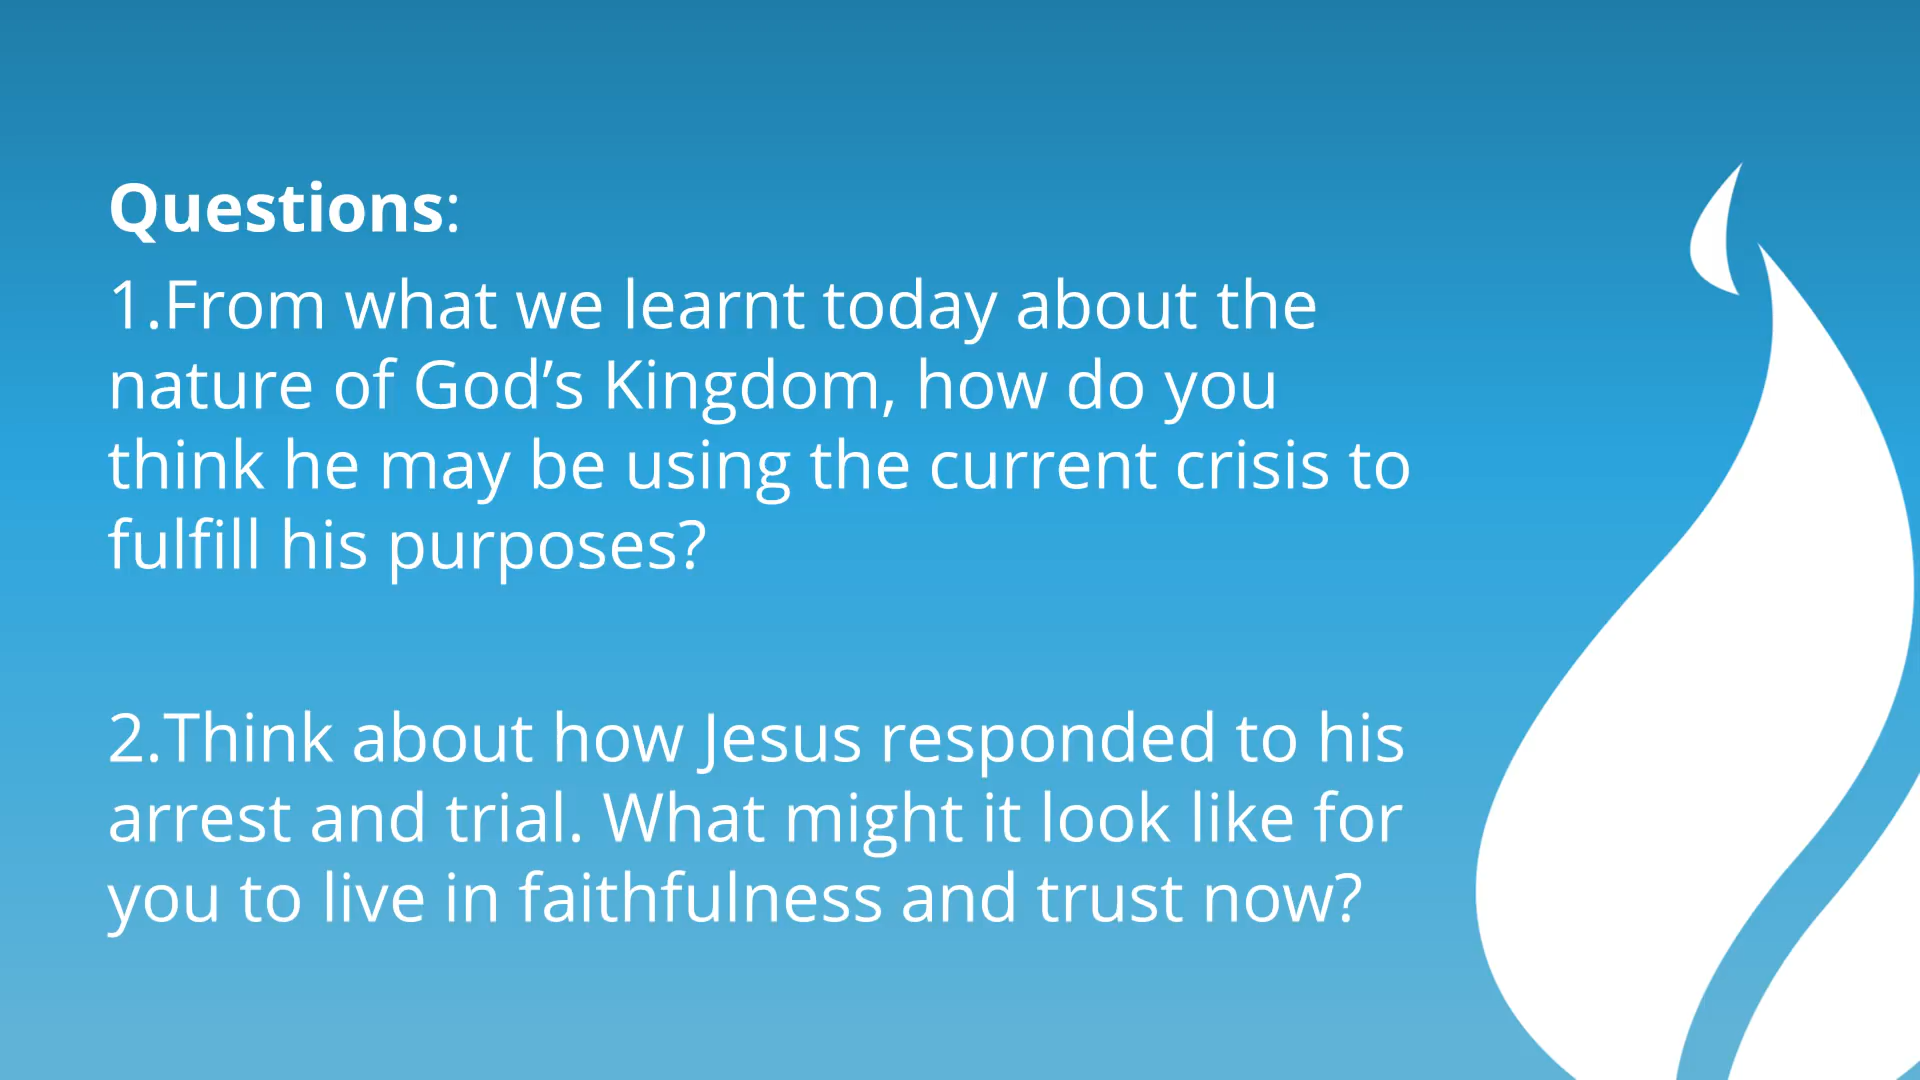 Questions:
1.From what we learnt today about the
nature of God’s Kingdom, how do you
think he may be using the current crisis to
fulfill his purposes?
2.Think about how Jesus responded to his
arrest and trial. What might it look like for
you to live in faithfulness and trust now?